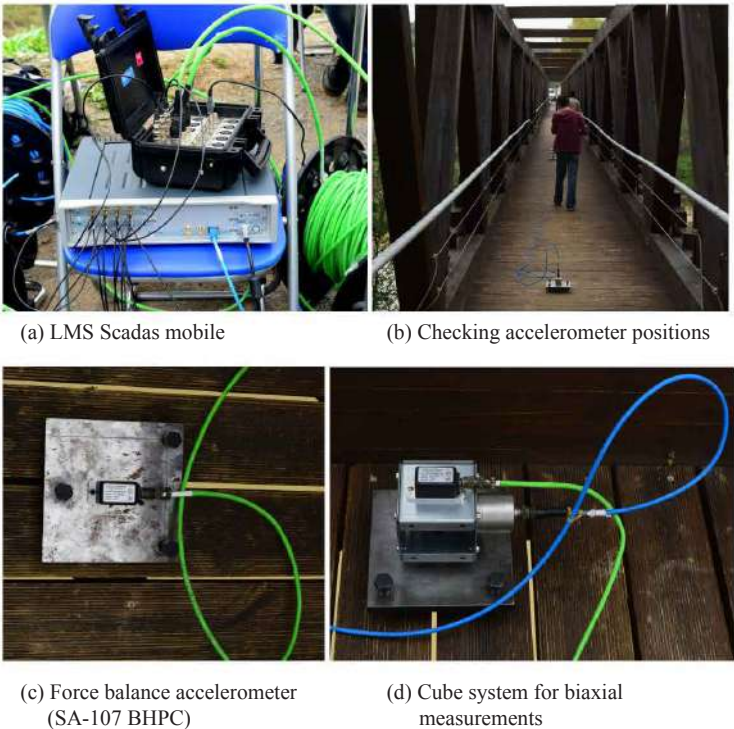 (a) LMS Scadas mobile
(b) Checking accelerometer positions
(c) Force balance accelerometer
(SA-107 BHPC)
(d) Cube system for biaxial
measurements